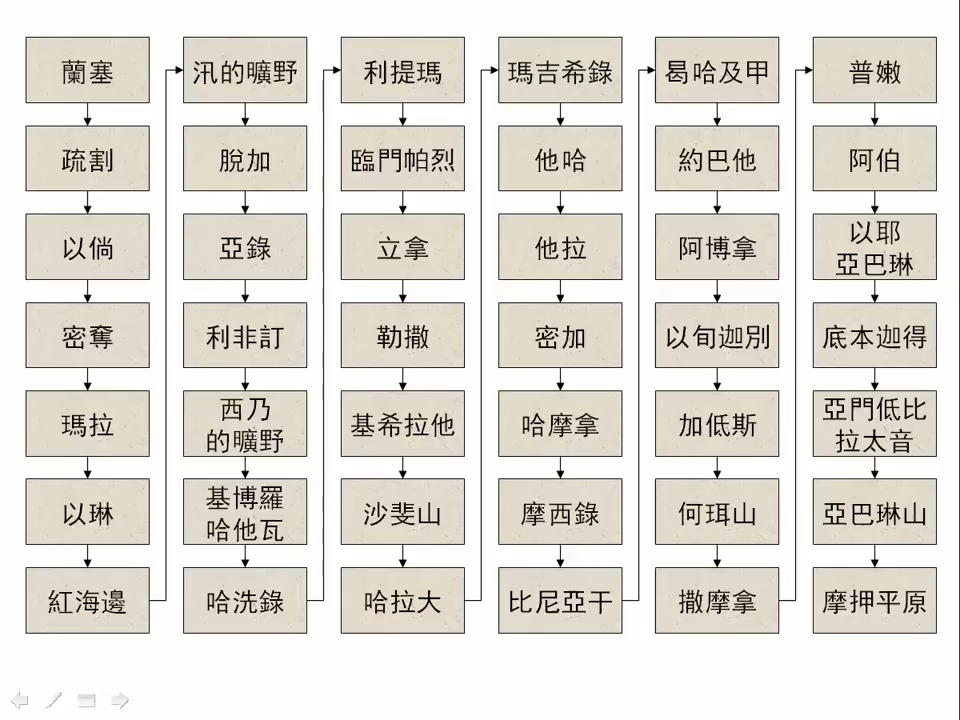 蘭塞
疏割
以倘
密奪
瑪拉
以琳
紅海邊
汛的曠野
脫加
亞錄
利非訂
西乃
的曠野
基博羅
哈他瓦
哈洗錄
利提瑪
臨門帕烈
立拿
勒撒
基希拉他
沙斐山
哈拉大
瑪吉希錄
他哈
他拉
密加
哈摩拿
摩西錄
比尼亞干
曷哈及甲
約巴他
阿博拿
以旬迦別
加低斯
何珥山
撒摩拿
普嫩
阿伯
以耶
亞巴琳
底本迦得
亞門低比
拉太音
亞巴琳山
摩押平原